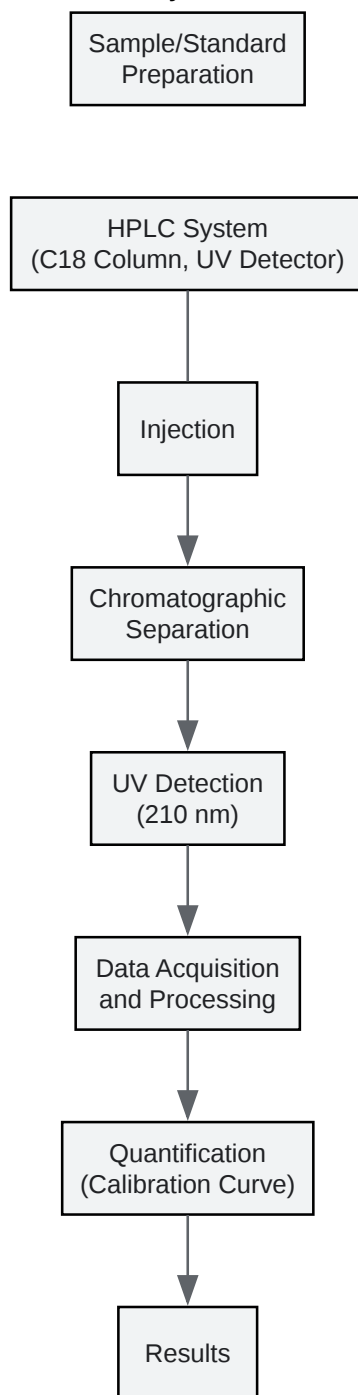 Sample/Standard
Preparation
HPLC System
(C18 Column, UV Detector)
Injection
Chromatographic
Separation
UV Detection
(210 nm)
Data Acquisition
and Processing
Quantification
(Calibration Curve)
Results